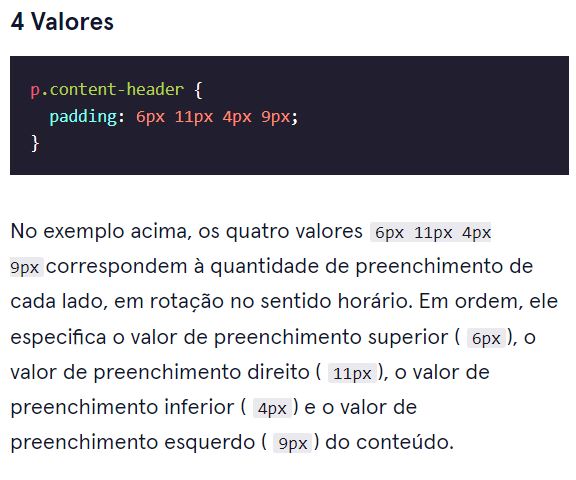 4 Valores
p.content-header {
  padding: 6px 11px 4px 9px;
}
No exemplo acima, os quatro valores 6px 11px 4px
9px correspondem à quantidade de preenchimento de
cada lado, em rotação no sentido horário. Em ordem, ele
especifica o valor de preenchimento superior ( 6px ), o
valor de preenchimento direito ( 11px ), o valor de
preenchimento inferior ( 4px ) e o valor de
preenchimento esquerdo ( 9px ) do conteúdo.